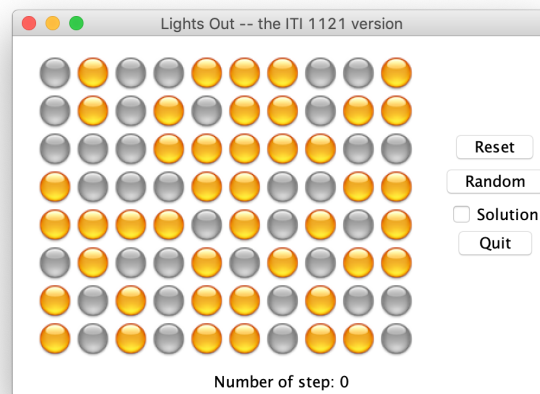 Lights Out -- the ITI 1121 version
Reset
Random
Solution
Quit
Number of step: 0